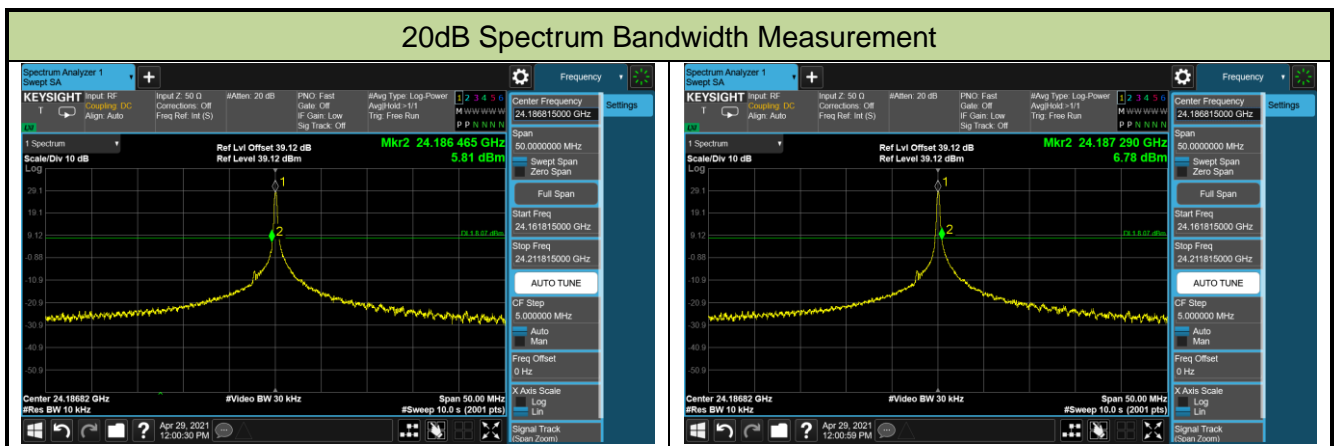 20dB Spectrum Bandwidth Measurement
Spectrum Analyzer 1
Swept SA
Frequency
KEYSIGHT
Input: RF
Coupling: DC
Align: Auto
Input Z: 50 Ω
Corrections: Off
Freq Ref: Int (S)
#Atten: 20 dB
PNO: Fast
Gate: Off
IF Gain: Low
Sig Track: Off
#Avg Type: Log-Power
Avg|Hold:>1/1
Trig: Free Run
1 2 3 4 5 6
M W W W W W
P P N N N N
LXI
Center Frequency
24.186815000 GHz
Settings
Span
50.0000000 MHz
Swept Span
Zero Span
Full Span
Start Freq
24.161815000 GHz
Stop Freq
24.211815000 GHz
AUTO TUNE
CF Step
5.000000 MHz
Auto
Man
Freq Offset
0 Hz
X Axis Scale
Log
Lin
Signal Track
(Span Zoom)
1 Spectrum
Scale/Div 10 dB
Log
Ref Lvl Offset 39.12 dB
Ref Level 39.12 dBm
Mkr2 24.186 465 GHz
5.81 dBm
29.1
19.1
9.12
-0.88
-10.9
-20.9
-30.9
-40.9
-50.9
1
2
DL1 8.07 dBm
Center 24.18682 GHz
#Res BW 10 kHz
#Video BW 30 kHz
Span 50.00 MHz
#Sweep 10.0 s (2001 pts)
Apr 29, 2021
12:00:30 PM
Spectrum Analyzer 1
Swept SA
Frequency
KEYSIGHT
Input: RF
Coupling: DC
Align: Auto
Input Z: 50 Ω
Corrections: Off
Freq Ref: Int (S)
#Atten: 20 dB
PNO: Fast
Gate: Off
IF Gain: Low
Sig Track: Off
#Avg Type: Log-Power
Avg|Hold:>1/1
Trig: Free Run
1 2 3 4 5 6
M W W W W W
P P N N N N
LXI
Center Frequency
24.186815000 GHz
Settings
Span
50.0000000 MHz
Swept Span
Zero Span
Full Span
Start Freq
24.161815000 GHz
Stop Freq
24.211815000 GHz
AUTO TUNE
CF Step
5.000000 MHz
Auto
Man
Freq Offset
0 Hz
X Axis Scale
Log
Lin
Signal Track
(Span Zoom)
1 Spectrum
Scale/Div 10 dB
Log
Ref Lvl Offset 39.12 dB
Ref Level 39.12 dBm
Mkr2 24.187 290 GHz
6.78 dBm
29.1
19.1
9.12
-0.88
-10.9
-20.9
-30.9
-40.9
-50.9
1
2
DL1 8.07 dBm
Center 24.18682 GHz
#Res BW 10 kHz
#Video BW 30 kHz
Span 50.00 MHz
#Sweep 10.0 s (2001 pts)
Apr 29, 2021
12:00:59 PM